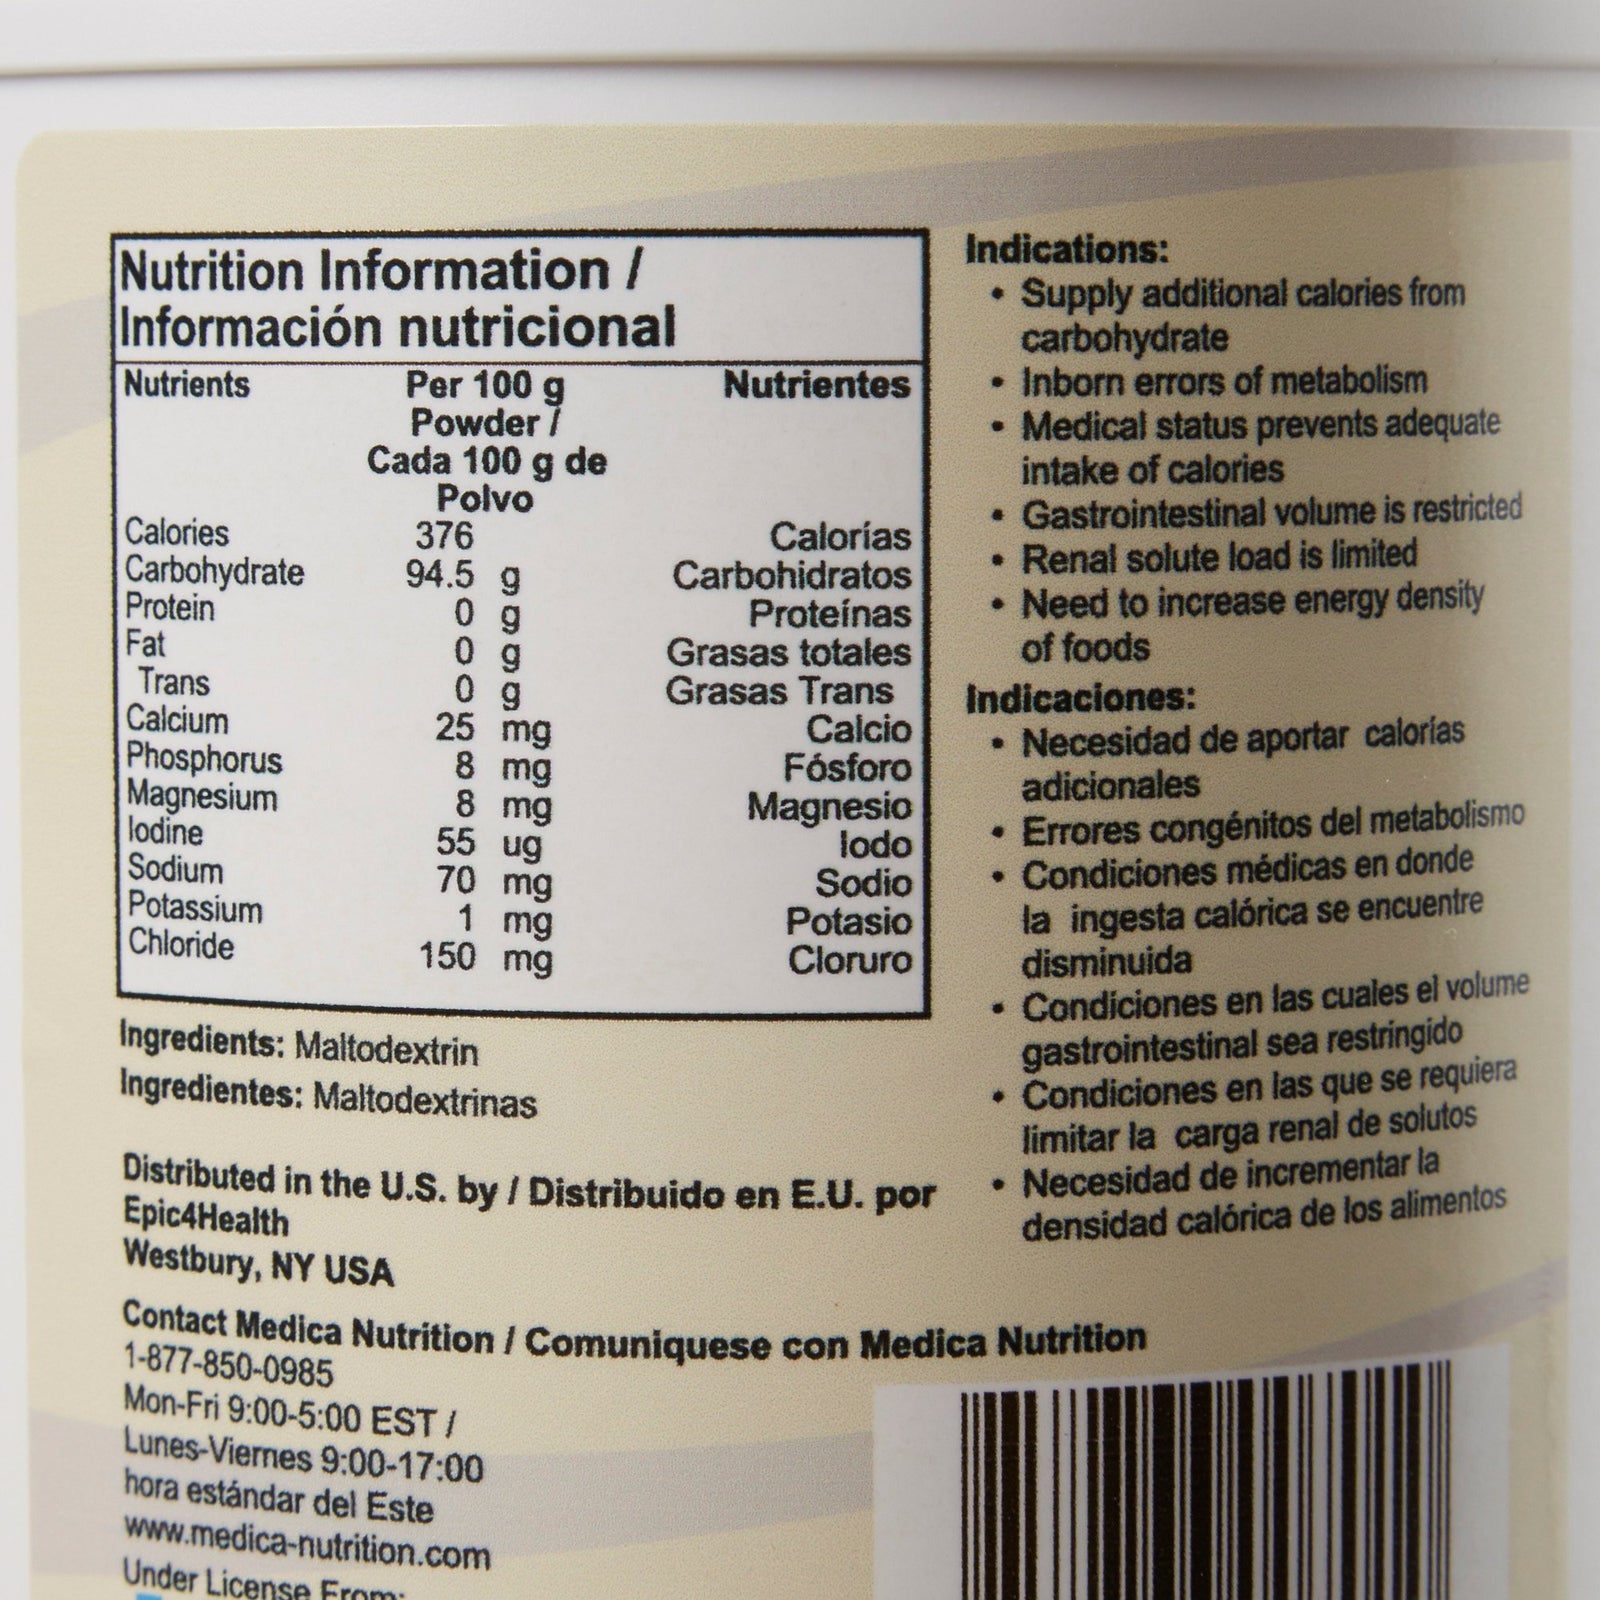 Nutrition Information /
Información nutricional
Nutrients Per 100 g Nutrientes
Powder /
Cada 100 g de
Polvo
Calories 376 Calorías
Carbohydrate 94.5 g Carbohidratos
Protein 0 g Proteínas
Fat 0 g Grasas totales
Trans 0 g Grasas Trans
Calcium 25 mg Calcio
Phosphorus 8 mg Fósforo
Magnesium 8 mg Magnesio
Iodine 55 ug Iodo
Sodium 70 mg Sodio
Potassium 1 mg Potasio
Chloride 150 mg Cloruro
Ingredients: Maltodextrin
Ingredientes: Maltodextrinas
Distributed in the U.S. by / Distribuido en E.U. por
Epic4Health
Westbury, NY USA
Contact Medica Nutrition / Comuniquese con Medica Nutrition
1-877-850-0985
Mon-Fri 9:00-5:00 EST /
Lunes-Viernes 9:00-17:00
hora estándar del Este
www.medica-nutrition.com
Under License From:
Indications:
• Supply additional calories from
carbohydrate
• Inborn errors of metabolism
• Medical status prevents adequate
intake of calories
• Gastrointestinal volume is restricted
• Renal solute load is limited
• Need to increase energy density
of foods
Indicaciones:
• Necesidad de aportar calorías
adicionales
• Errores congénitos del metabolismo
• Condiciones médicas en donde
la ingesta calórica se encuentre
disminuida
• Condiciones en las cuales el volume
gastrointestinal sea restringido
• Condiciones en las que se requiera
limitar la carga renal de solutos
• Necesidad de incrementar la
densidad calórica de los alimentos